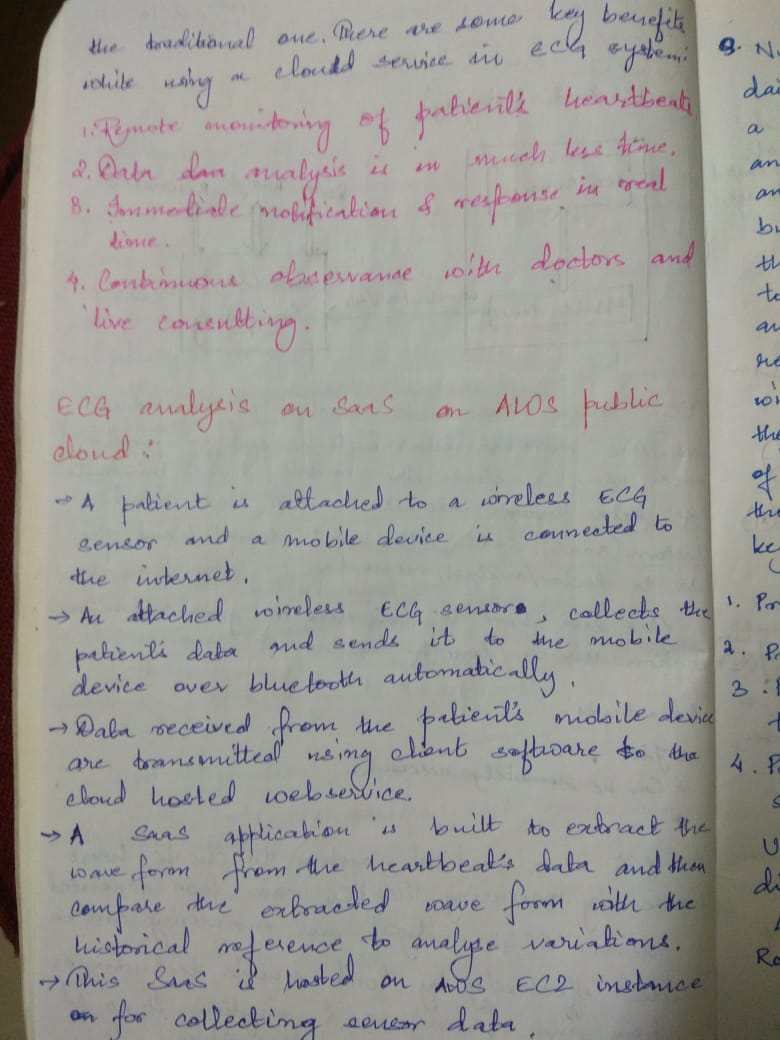 the traditional one. There are some key benefits
while using a cloud service in ECG system:
1. Remote monitoring of patient's heartbeats
2. Data dan analysis is in much less time.
3. Immediate notification & response in real
time.
4. Continuous observance with doctors and
live consulting.
ECG analysis on SaaS on AWS public
cloud:
→ A patient is attached to a wireless ECG
sensor and a mobile device is connected to
the internet.
→ An attached wireless ECG sensors, collects the
patient's data and sends it to the mobile
device over bluetooth automatically.
→ Data received from the patient's mobile device
are transmitted using client software to the
cloud hosted webservice.
→ A SaaS application is built to extract the
wave form from the heartbeat's data and then
compare the extracted wave form with the
historical reference to analyse variations.
→ This SaaS is hosted on AWS EC2 instance
for collecting sensor data.
9. N
dai
a
an
an
bu
th
to
au
re
wi
the
of
the
ke
1. Por
2. P
3.
t
4. P
s
U
di
Ro